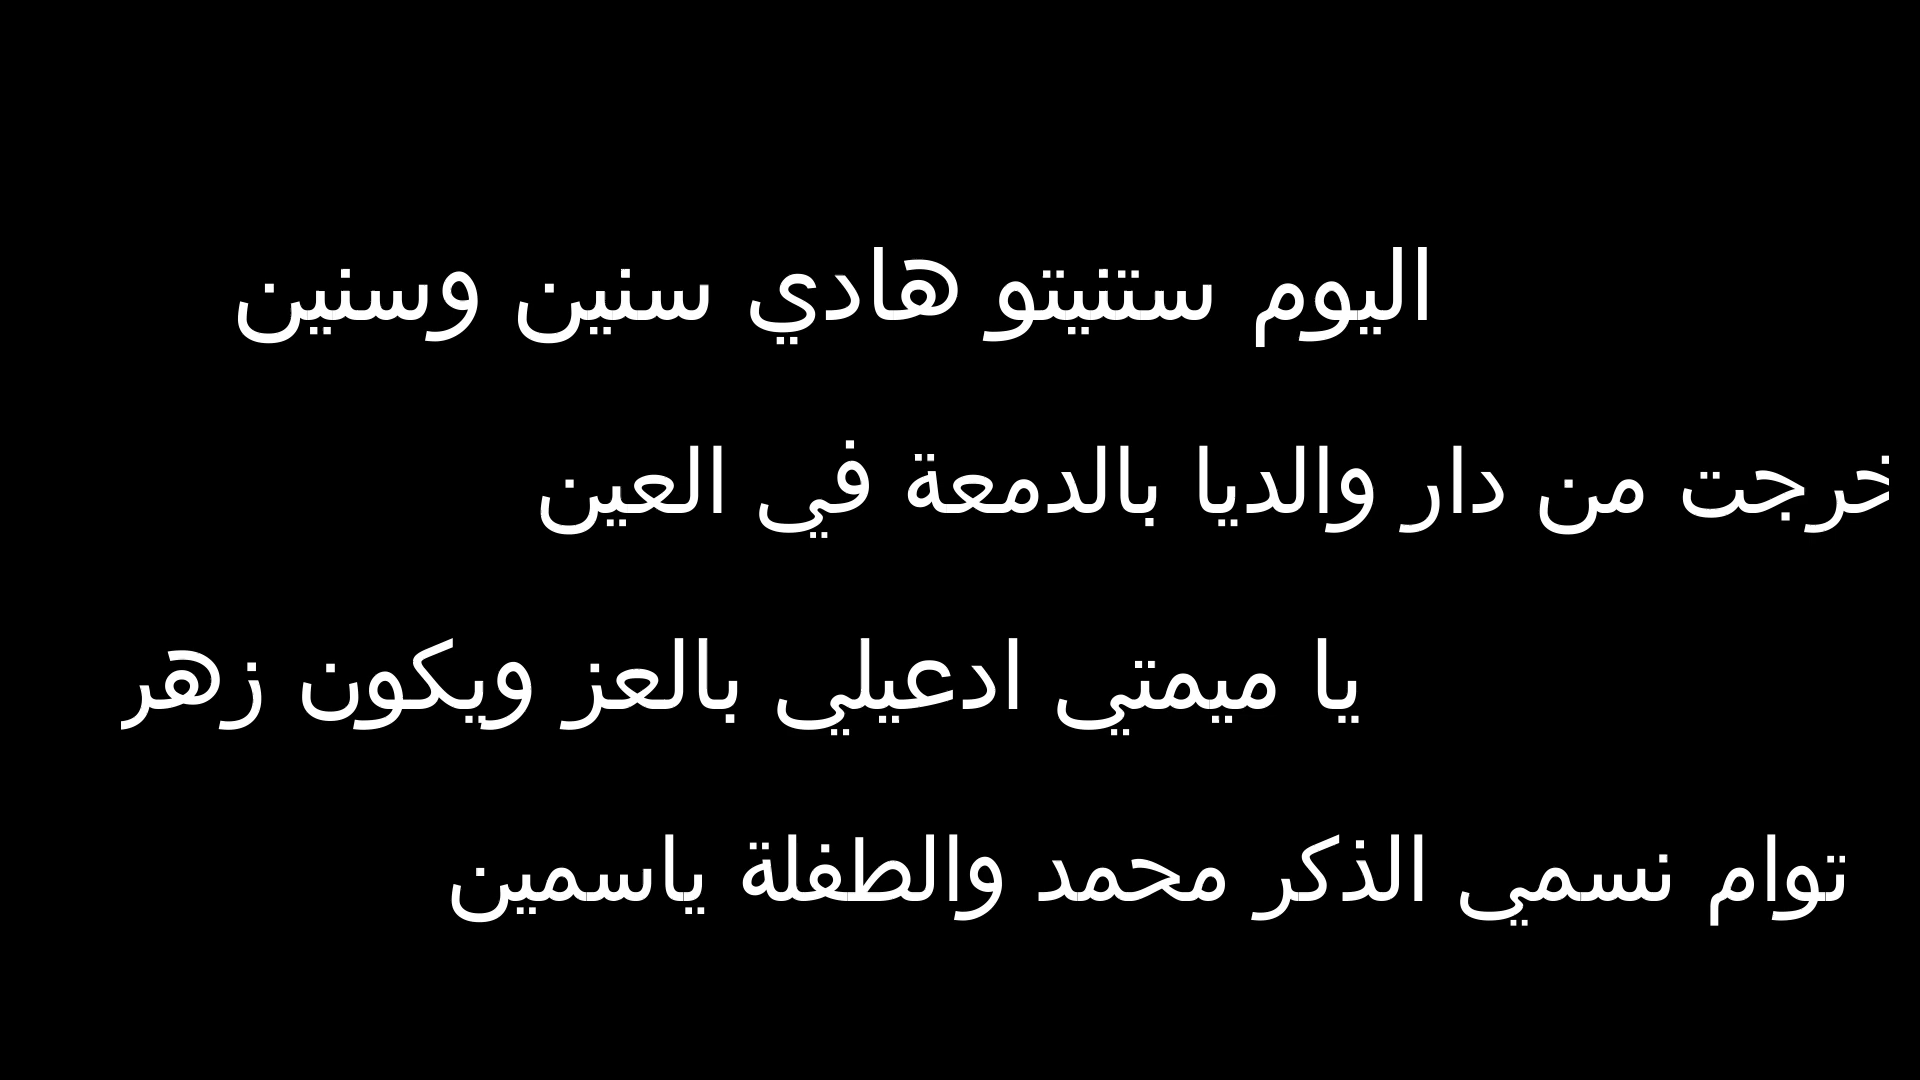 اليوم ستنيتو هادي سنين وسنين
خرجت من دار والديا بالدمعة في العين
يا ميمتي ادعيلي بالعز ويكون زهر
توام نسمي الذكر محمد والطفلة ياسمين